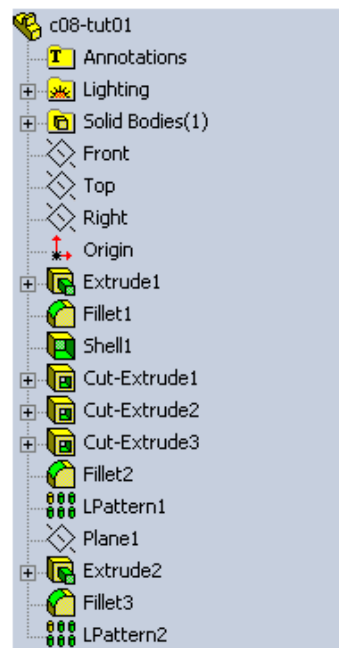 c08-tut01
Annotations
Lighting
Solid Bodies(1)
Front
Top
Right
Origin
Extrude1
Fillet1
Shell1
Cut-Extrude1
Cut-Extrude2
Cut-Extrude3
Fillet2
LPattern1
Plane1
Extrude2
Fillet3
LPattern2